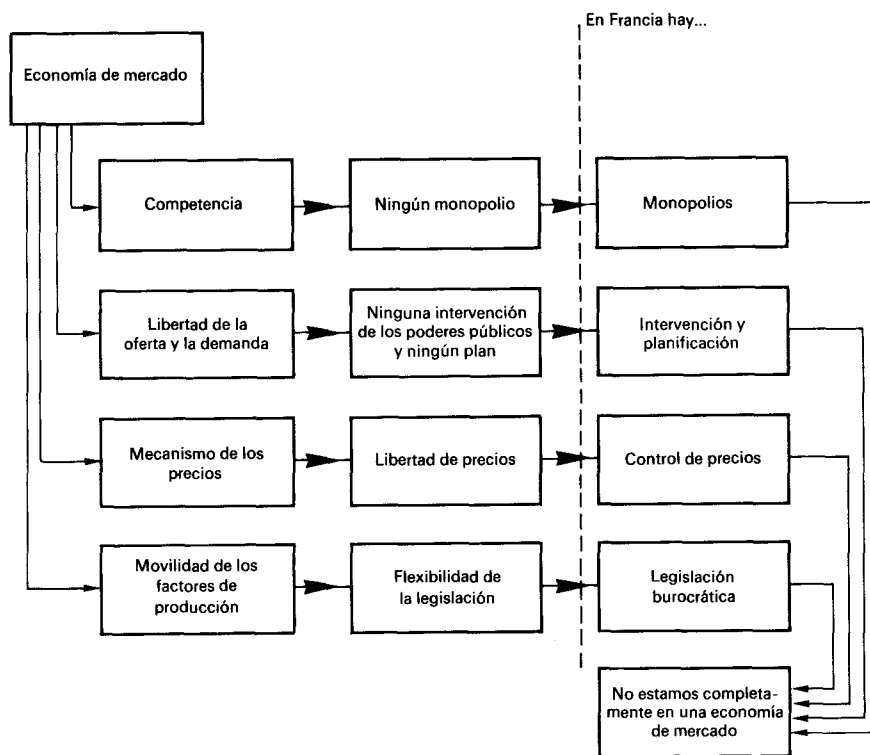 En Francia hay...
Economía de mercado
Competencia
Ningún monopolio
Monopolios
Libertad de la
oferta y la demanda
Ninguna intervención
de los poderes públicos
y ningún plan
Intervención y
planificación
Mecanismo de los
precios
Libertad de precios
Control de precios
Movilidad de los
factores de
producción
Flexibilidad de
la legislación
Legislación
burocrática
No estamos completa-
mente en una economía
de mercado